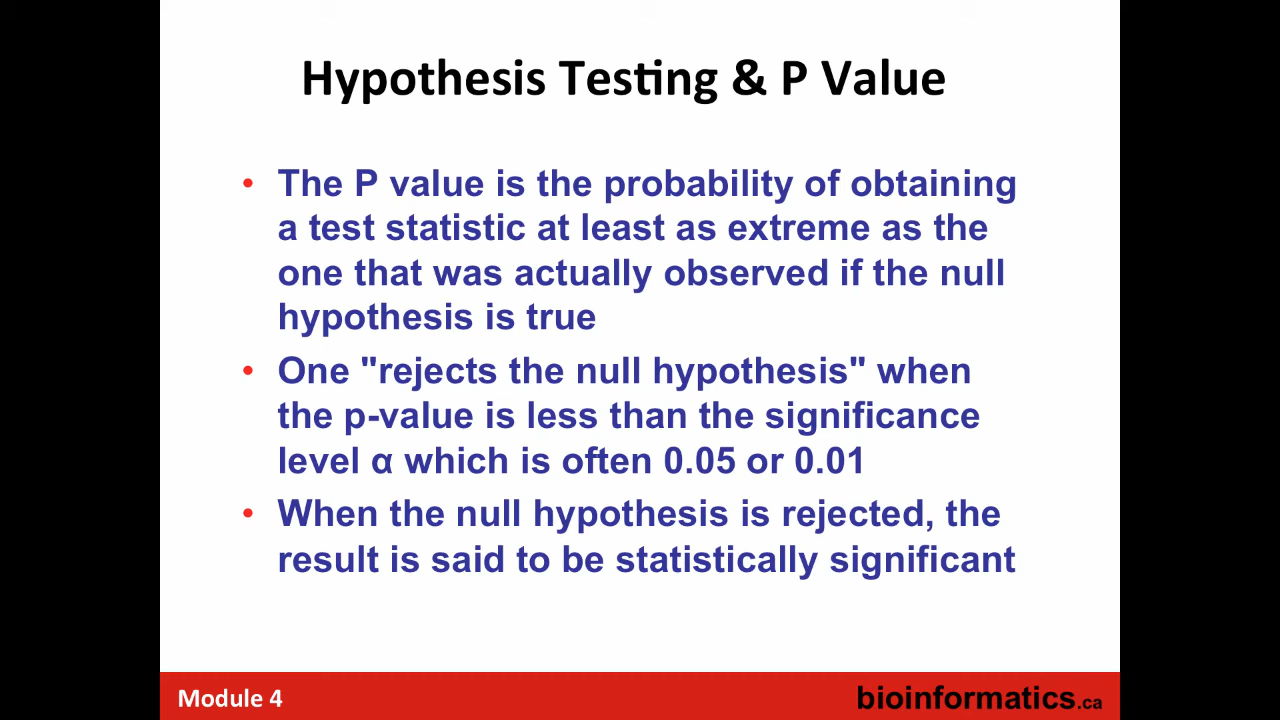 Hypothesis Testing & P Value
• The P value is the probability of obtaining
a test statistic at least as extreme as the
one that was actually observed if the null
hypothesis is true
• One "rejects the null hypothesis" when
the p-value is less than the significance
level α which is often 0.05 or 0.01
• When the null hypothesis is rejected, the
result is said to be statistically significant
Module 4
bioinformatics.ca